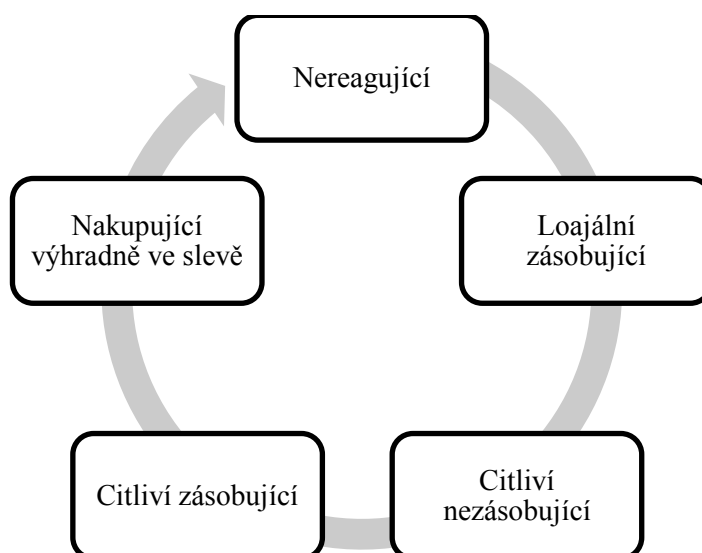 Nereagující
Loajální
zásobující
Citliví
nezásobující
Citliví zásobující
Nakupující
výhradně ve slevě